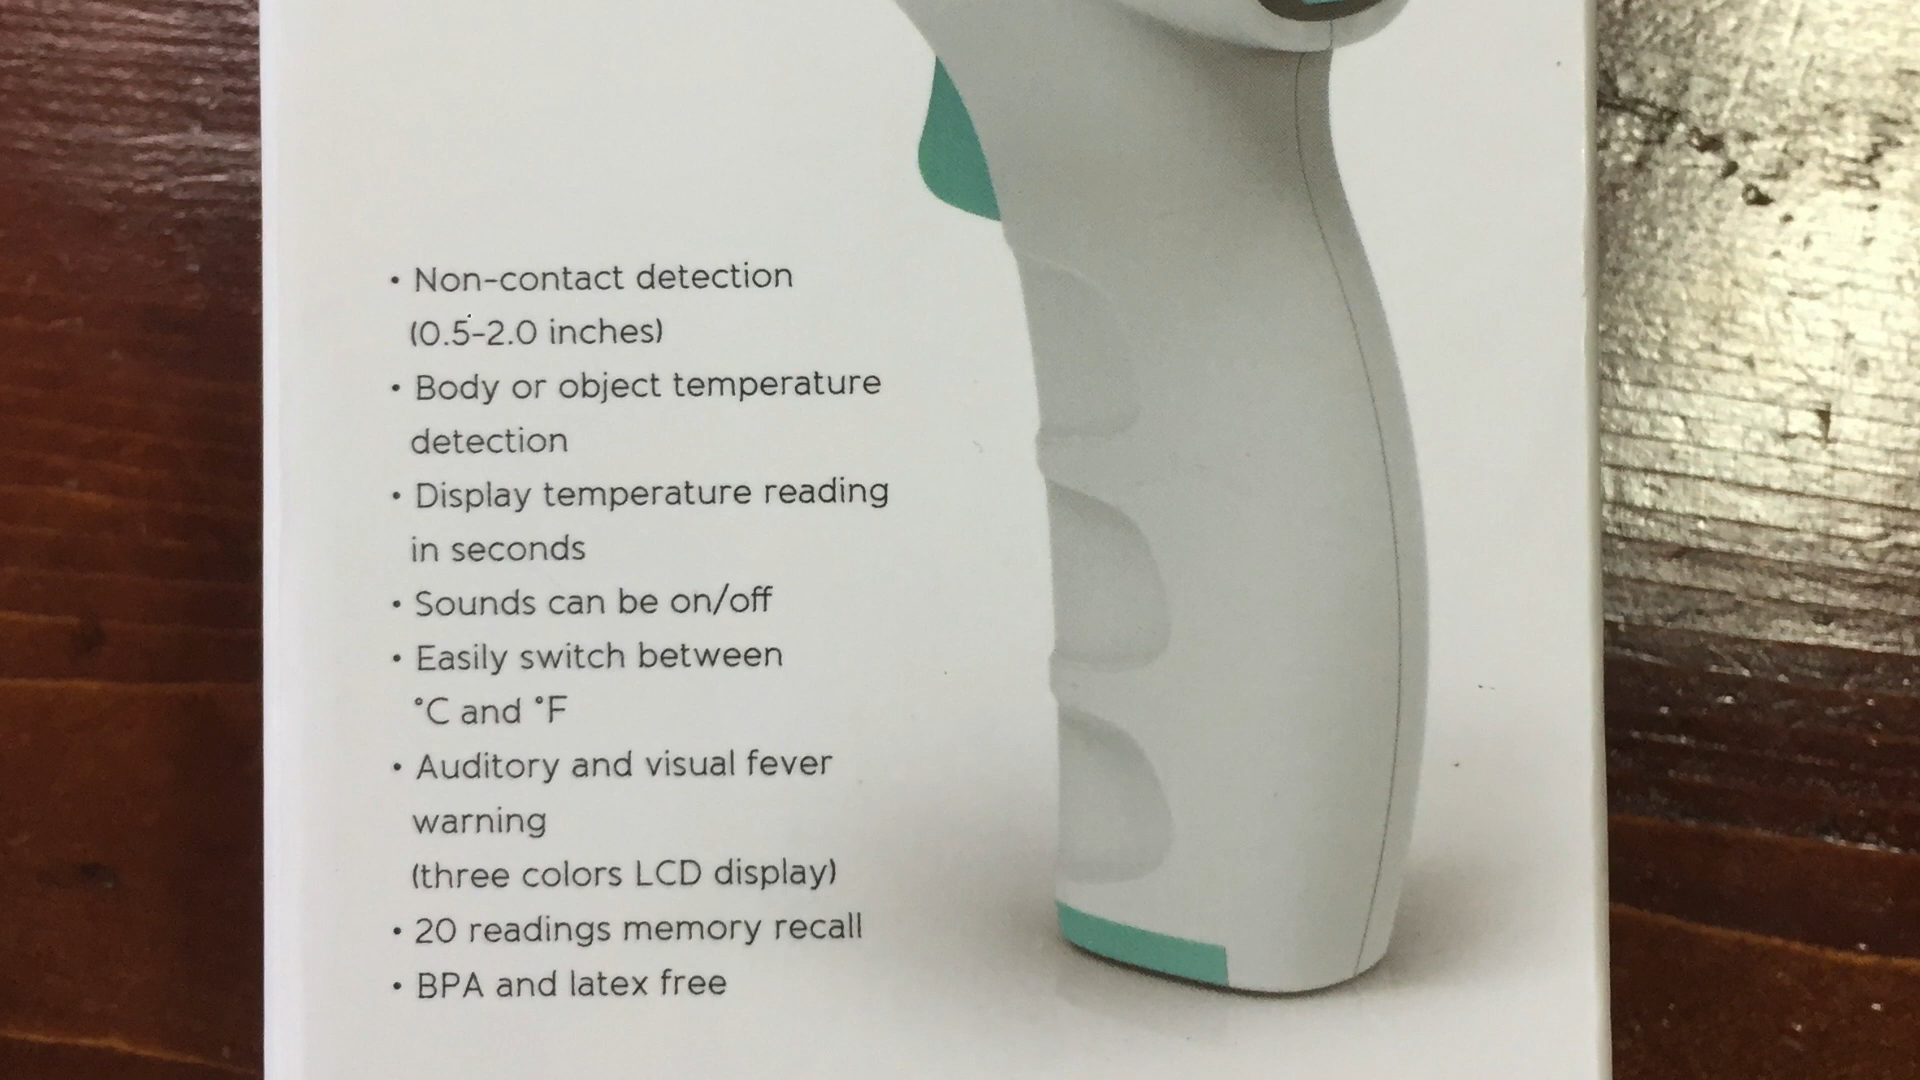 • Non-contact detection
(0.5-2.0 inches)
• Body or object temperature
detection
• Display temperature reading
in seconds
• Sounds can be on/off
• Easily switch between
°C and °F
• Auditory and visual fever
warning
(three colors LCD display)
• 20 readings memory recall
• BPA and latex free